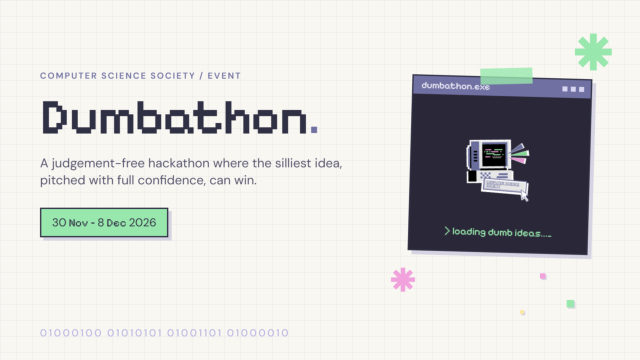 COMPUTER SCIENCE SOCIETY / EVENT
Dumbathon.
A judgement-free hackathon where the silliest idea,
pitched with full confidence, can win.
30 Nov - 8 Dec 2026
01000100 01010101 01001101 01000010
dumbathon.exe
> loading dumb ideas...._